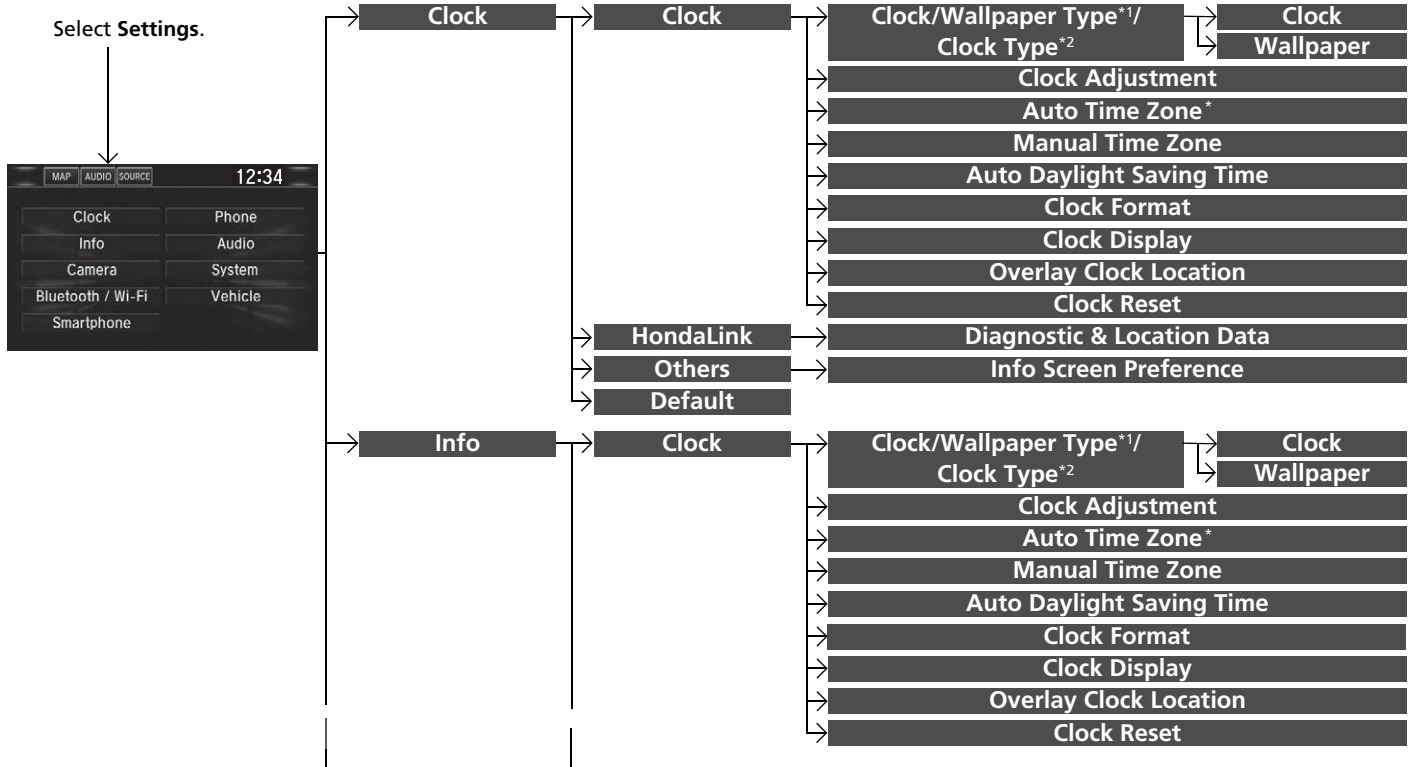 Select Settings.
MAP AUDIO SOURCE 12:34
Clock Phone
Info Audio
Camera System
Bluetooth / Wi-Fi Vehicle
Smartphone
Clock
Clock
Clock/Wallpaper Type*1/
Clock Type*2
Clock
Wallpaper
Clock Adjustment
Auto Time Zone*
Manual Time Zone
Auto Daylight Saving Time
Clock Format
Clock Display
Overlay Clock Location
Clock Reset
HondaLink
Diagnostic & Location Data
Others
Info Screen Preference
Default
Info
Clock
Clock/Wallpaper Type*1/
Clock Type*2
Clock
Wallpaper
Clock Adjustment
Auto Time Zone*
Manual Time Zone
Auto Daylight Saving Time
Clock Format
Clock Display
Overlay Clock Location
Clock Reset